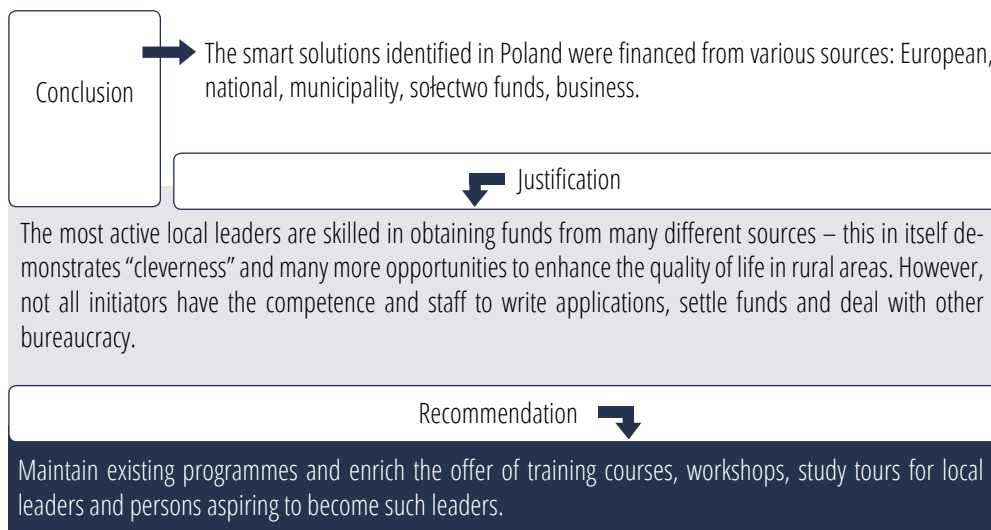 Conclusion
The smart solutions identified in Poland were financed from various sources: European,
national, municipality, sołectwo funds, business.
Justification
The most active local leaders are skilled in obtaining funds from many different sources – this in itself de-
monstrates “cleverness” and many more opportunities to enhance the quality of life in rural areas. However,
not all initiators have the competence and staff to write applications, settle funds and deal with other
bureaucracy.
Recommendation
Maintain existing programmes and enrich the offer of training courses, workshops, study tours for local
leaders and persons aspiring to become such leaders.